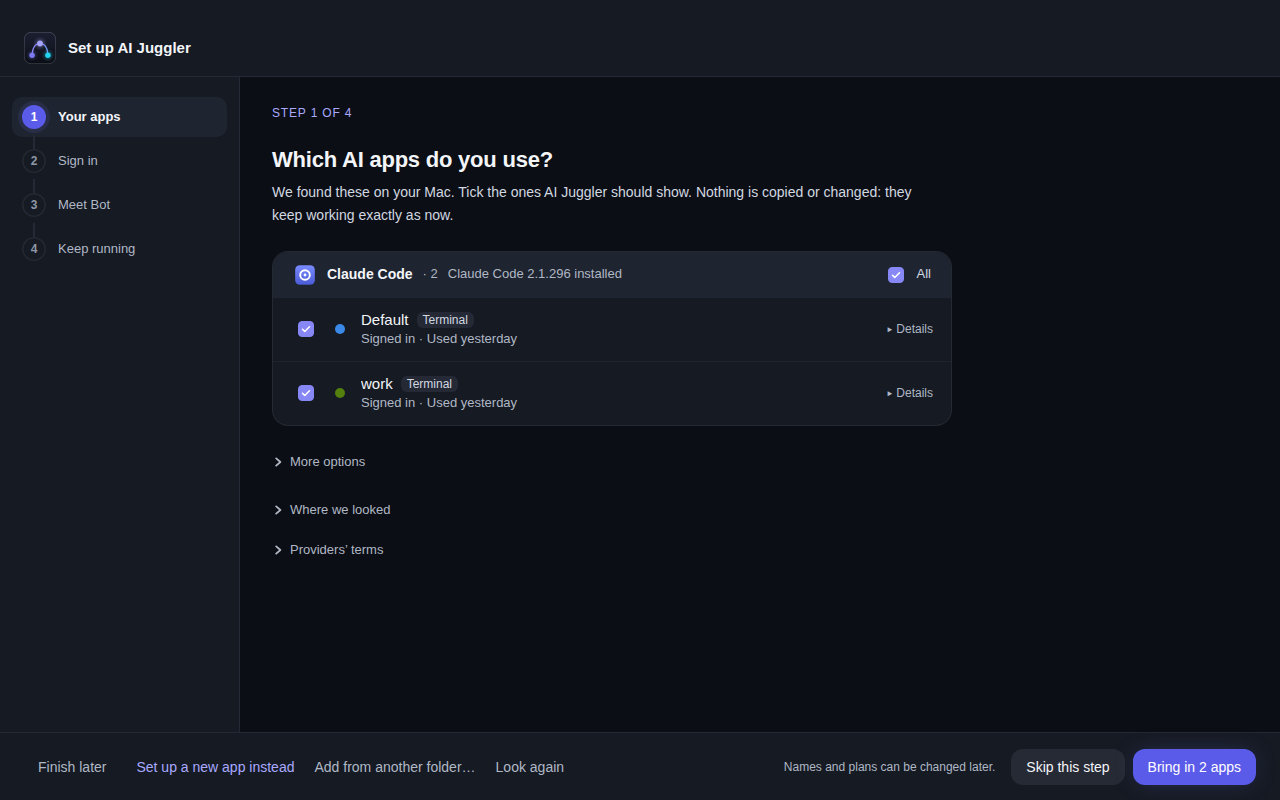 Set up AI Juggler
1 Your apps
2 Sign in
3 Meet Bot
4 Keep running
STEP 1 OF 4
Which AI apps do you use?
We found these on your Mac. Tick the ones AI Juggler should show. Nothing is copied or changed: they
keep working exactly as now.
Claude Code · 2 Claude Code 2.1.296 installed All
Default Terminal
Signed in · Used yesterday
▸ Details
work Terminal
Signed in · Used yesterday
▸ Details
More options
Where we looked
Providers’ terms
Finish later Set up a new app instead Add from another folder… Look again Names and plans can be changed later. Skip this step Bring in 2 apps